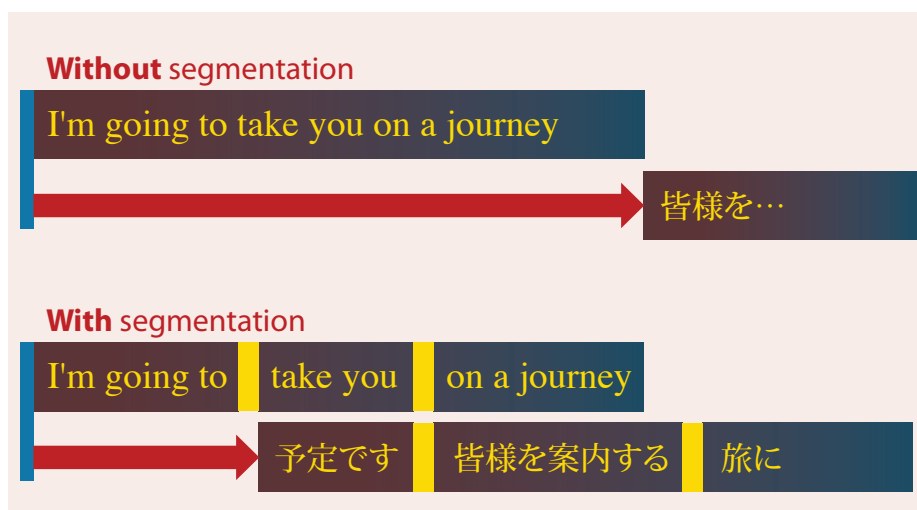 Without segmentation
I'm going to take you on a journey
皆様を…
With segmentation
I'm going to take you on a journey
予定です 皆様を案内する 旅に